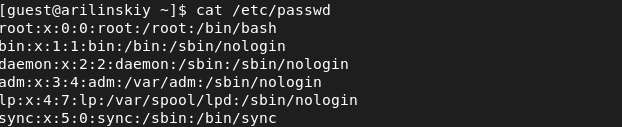 [guest@arilinskiy ~]$ cat /etc/passwd
root:x:0:0:root:/root:/bin/bash
bin:x:1:1:bin:/bin:/sbin/nologin
daemon:x:2:2:daemon:/sbin:/sbin/nologin
adm:x:3:4:adm:/var/adm:/sbin/nologin
lp:x:4:7:lp:/var/spool/lpd:/sbin/nologin
sync:x:5:0:sync:/sbin:/bin/sync